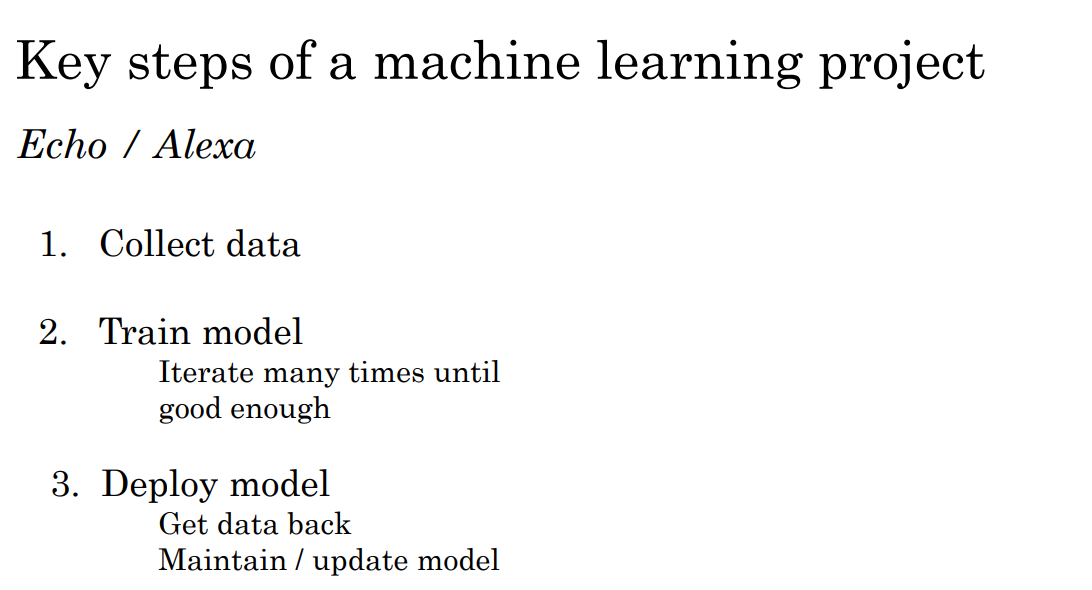 Key steps of a machine learning project
Echo / Alexa
1. Collect data
2. Train model
Iterate many times until
good enough
3. Deploy model
Get data back
Maintain / update model